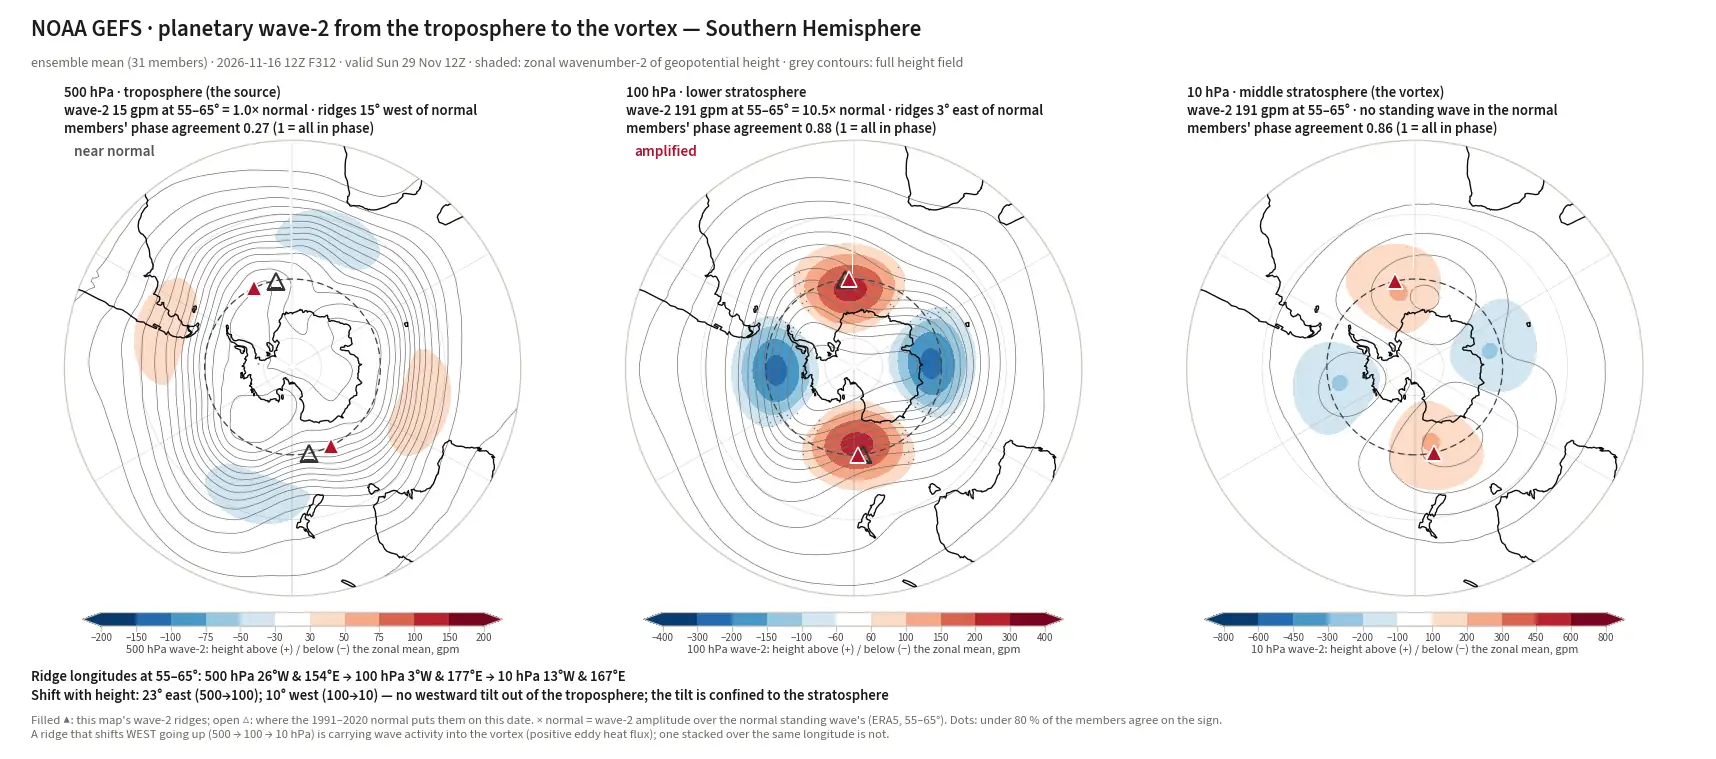 NOAA GEFS · planetary wave-2 from the troposphere to the vortex — Southern Hemisphere
ensemble mean (31 members) · 2026-11-16 12Z F312 · valid Sun 29 Nov 12Z · shaded: zonal wavenumber-2 of geopotential height · grey contours: full height field
500 hPa · troposphere (the source)
wave-2 15 gpm at 55–65° = 1.0× normal · ridges 15° west of normal
members' phase agreement 0.27 (1 = all in phase)
near normal
100 hPa · lower stratosphere
wave-2 191 gpm at 55–65° = 10.5× normal · ridges 3° east of normal
members' phase agreement 0.88 (1 = all in phase)
amplified
10 hPa · middle stratosphere (the vortex)
wave-2 191 gpm at 55–65° · no standing wave in the normal
members' phase agreement 0.86 (1 = all in phase)
−200 −150 −100 −75 −50 −30 30 50 75 100 150 200
500 hPa wave-2: height above (+) / below (−) the zonal mean, gpm
−400 −300 −200 −150 −100 −60 60 100 150 200 300 400
100 hPa wave-2: height above (+) / below (−) the zonal mean, gpm
−800 −600 −450 −300 −200 −100 100 200 300 450 600 800
10 hPa wave-2: height above (+) / below (−) the zonal mean, gpm
Ridge longitudes at 55–65°: 500 hPa 26°W & 154°E → 100 hPa 3°W & 177°E → 10 hPa 13°W & 167°E
Shift with height: 23° east (500→100); 10° west (100→10) — no westward tilt out of the troposphere; the tilt is confined to the stratosphere
Filled ▲: this map's wave-2 ridges; open △: where the 1991–2020 normal puts them on this date. × normal = wave-2 amplitude over the normal standing wave's (ERA5, 55–65°). Dots: under 80 % of the members agree on the sign.
A ridge that shifts WEST going up (500 → 100 → 10 hPa) is carrying wave activity into the vortex (positive eddy heat flux); one stacked over the same longitude is not.